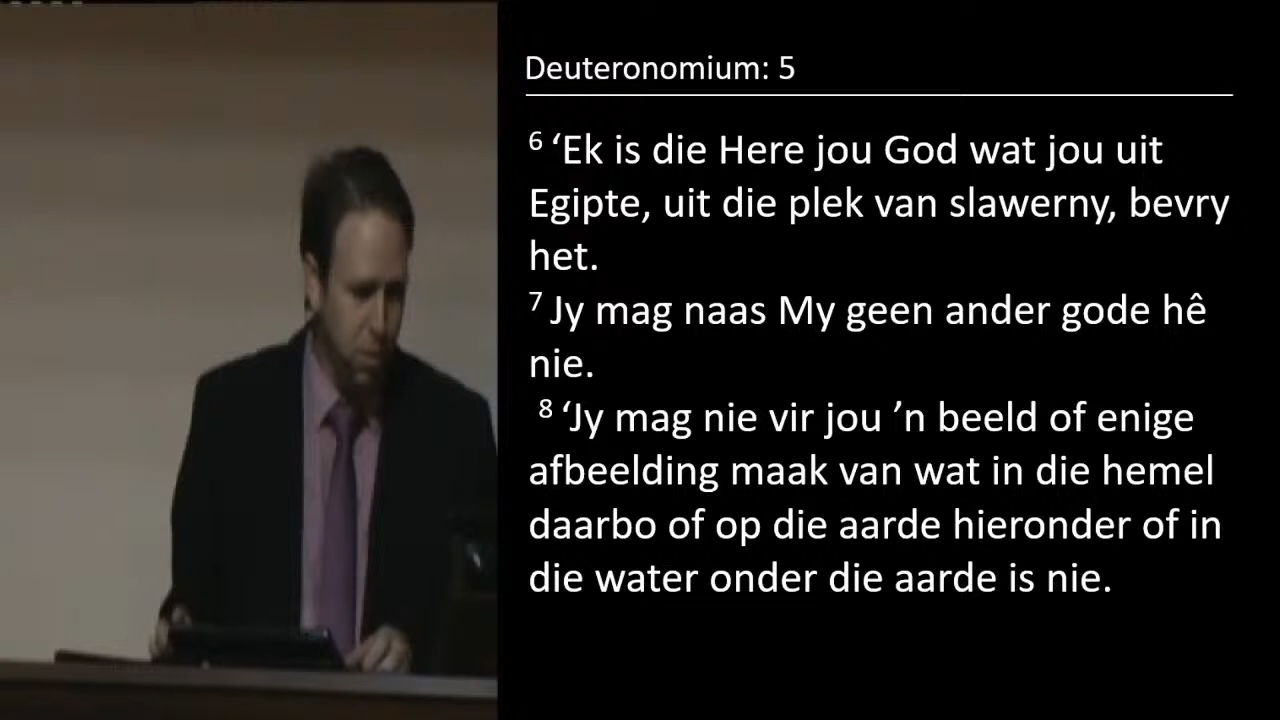 Deuteronomium: 5
6 ‘Ek is die Here jou God wat jou uit
Egipte, uit die plek van slawerny, bevry
het.
7 Jy mag naas My geen ander gode hê
nie.
8 ‘Jy mag nie vir jou ’n beeld of enige
afbeelding maak van wat in die hemel
daarbo of op die aarde hieronder of in
die water onder die aarde is nie.